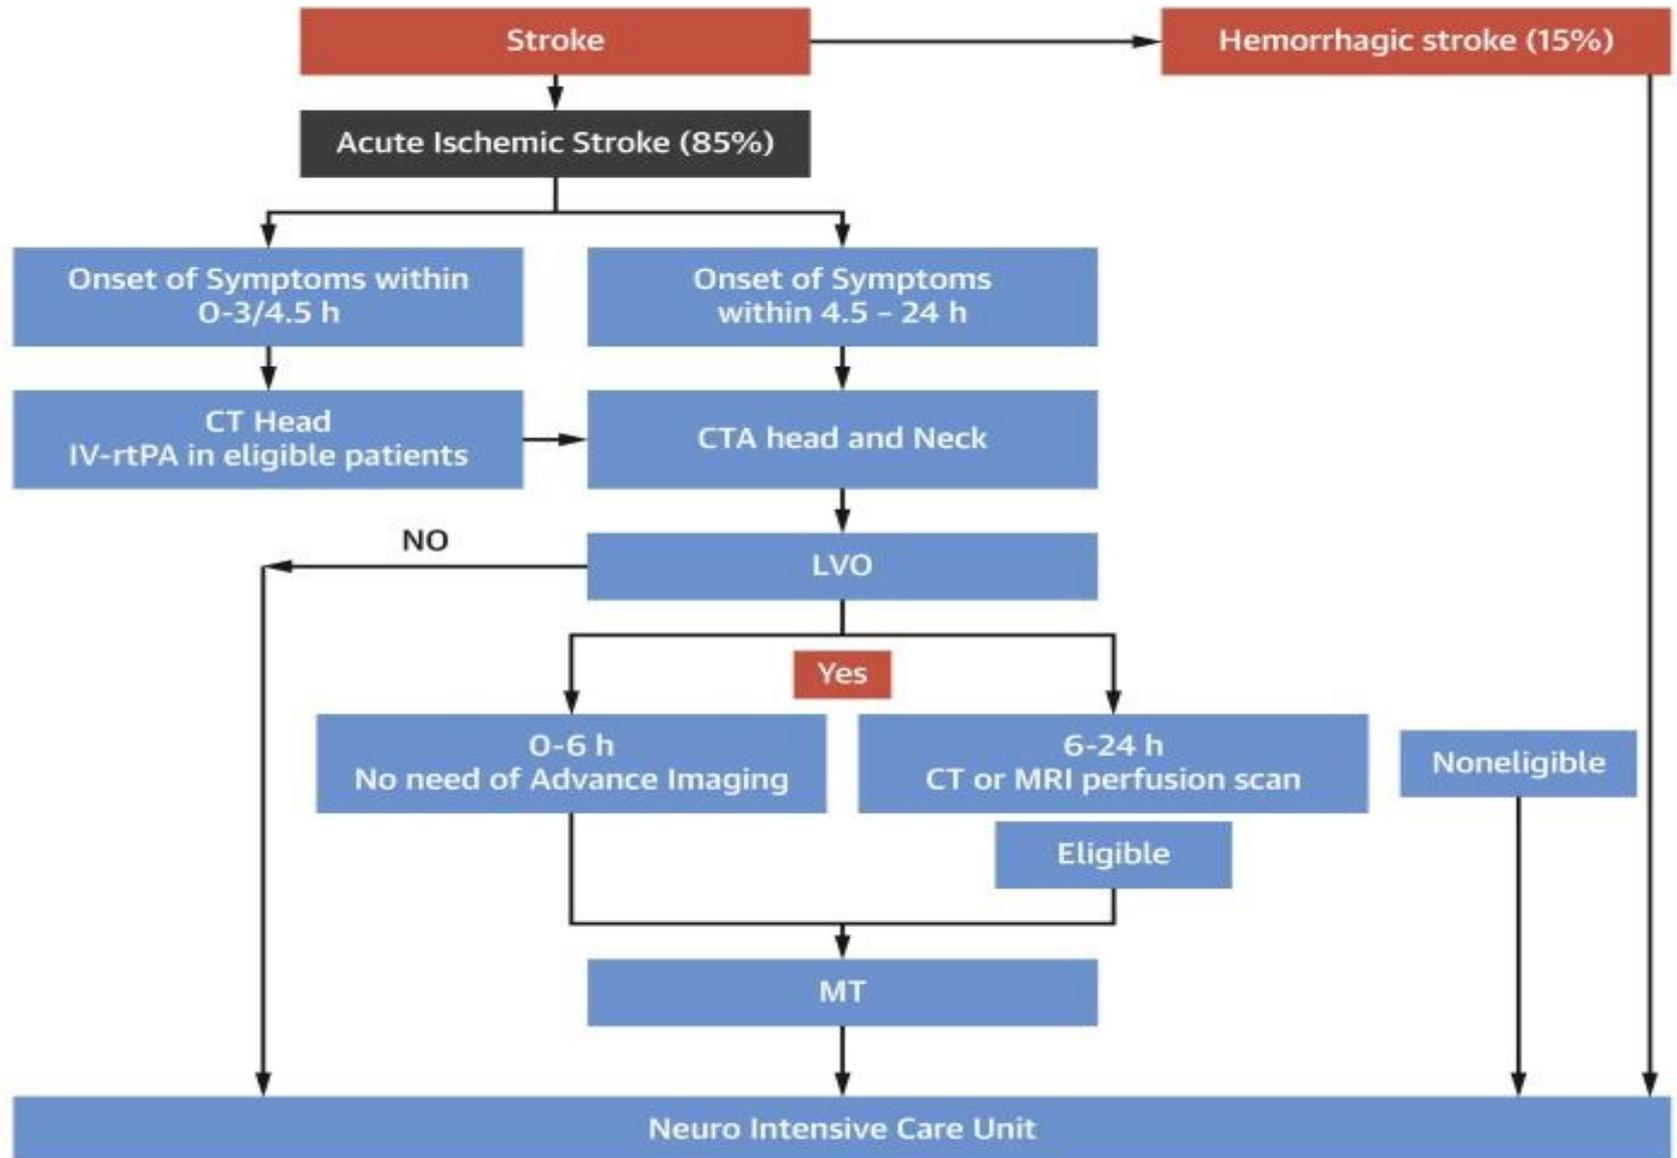 Stroke
Hemorrhagic stroke (15%)
Acute Ischemic Stroke (85%)
Onset of Symptoms within
0-3/4.5 h
Onset of Symptoms
within 4.5 – 24 h
CT Head
IV-rtPA in eligible patients
CTA head and Neck
NO
LVO
Yes
0-6 h
No need of Advance Imaging
6-24 h
CT or MRI perfusion scan
Noneligible
Eligible
MT
Neuro Intensive Care Unit